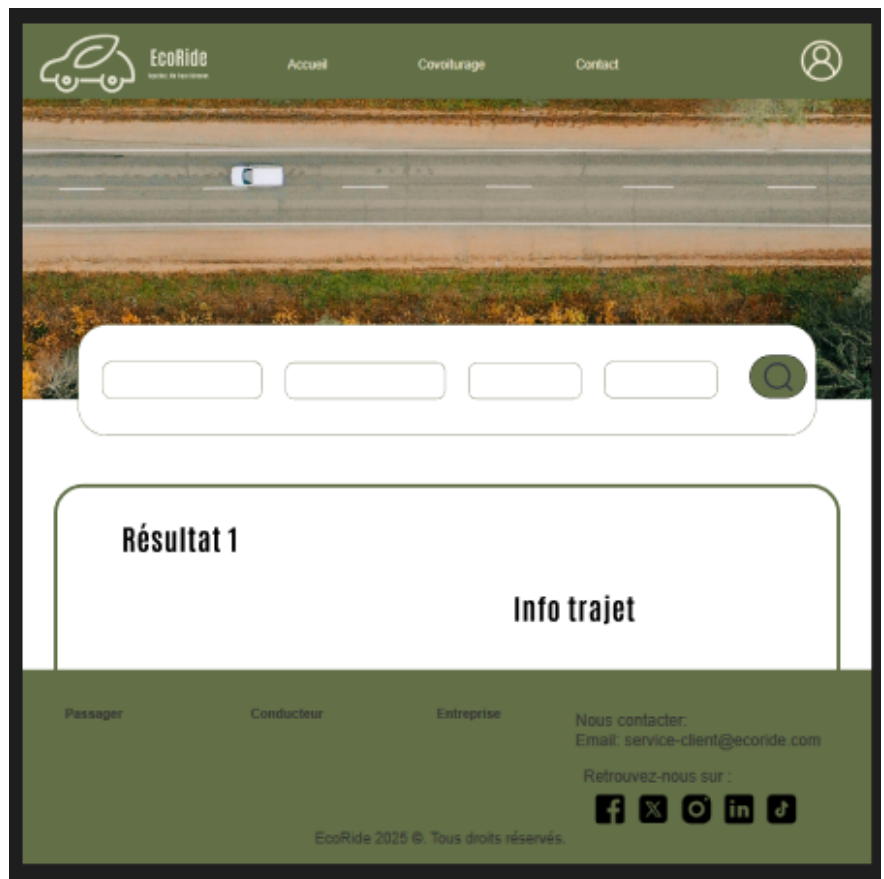 EcoRide
Accueil
Covoiturage
Contact
Résultat 1
Info trajet
Passager
Conducteur
Entreprise
Nous contacter:
Email: service-client@ecoride.com
Retrouvez-nous sur :
EcoRide 2025 ©. Tous droits réservés.